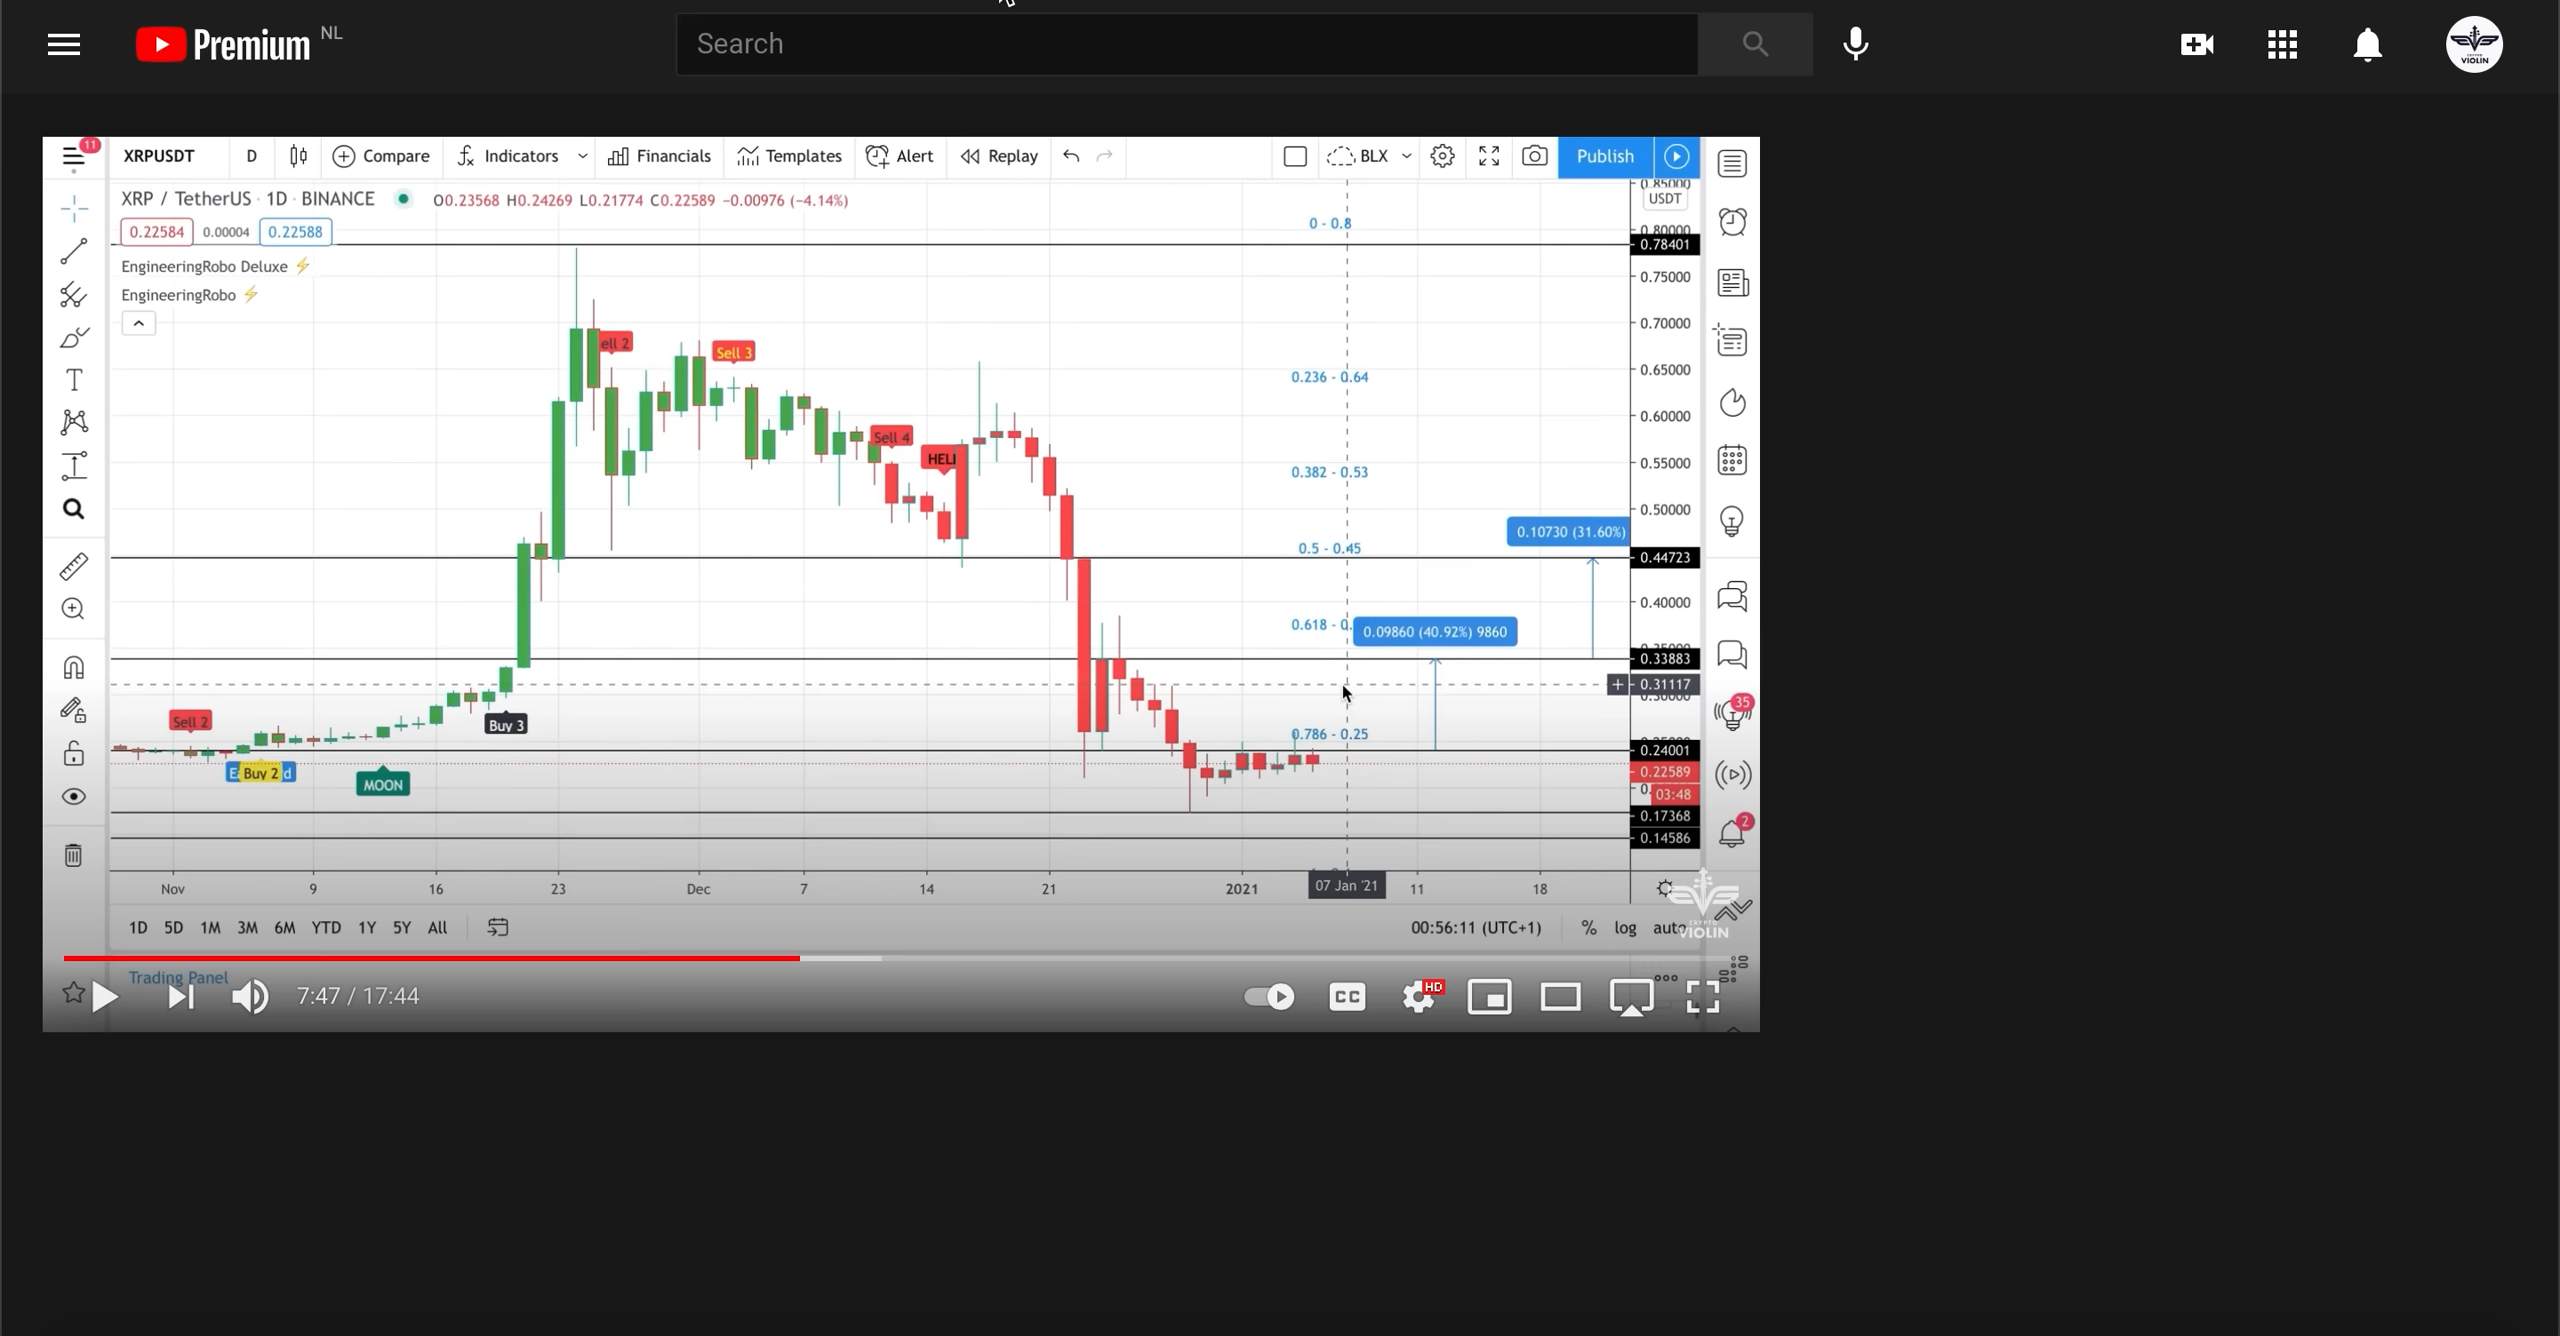 Premium NL
Search
VIOLIN
11
XRPUSDT D Compare Indicators Financials Templates Alert Replay BLX Publish
XRP / TetherUS · 1D · BINANCE O0.23568 H0.24269 L0.21774 C0.22589 −0.00976 (−4.14%)
0.22584 0.00004 0.22588
EngineeringRobo Deluxe
EngineeringRobo
0.85000
USDT
0 - 0.8
0.80000
0.78401
0.75000
0.70000
ell 2
Sell 3
0.236 - 0.64
0.65000
0.60000
Sell 4
HELL
0.382 - 0.53
0.55000
0.50000
0.10730 (31.60%)
0.5 - 0.45
0.44723
0.40000
0.618 - 0.
0.09860 (40.92%) 9860
0.33883
0.31117
0.30000
35
Sell 2
Buy 3
0.786 - 0.25
0.24001
Buy 2 d
MOON
0.22589
03:48
0.17368
0.14586
2
Nov 9 16 23 Dec 7 14 21 2021 07 Jan '21 11 18
1D 5D 1M 3M 6M YTD 1Y 5Y All 00:56:11 (UTC+1) % log auto
CRYPTO
VIOLIN
Trading Panel
7:47 / 17:44 CC HD